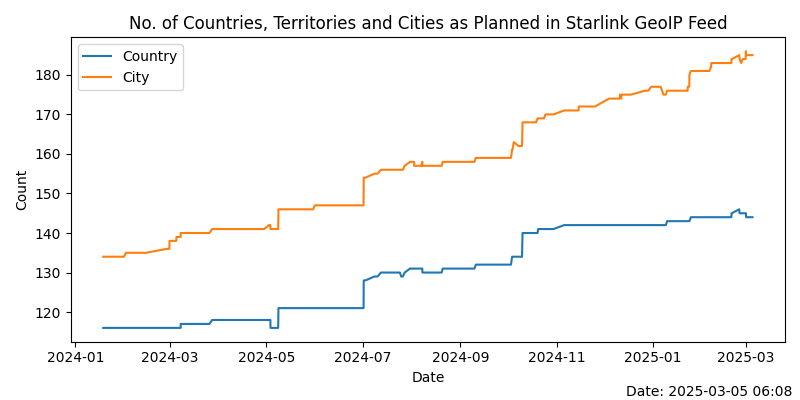 No. of Countries, Territories and Cities as Planned in Starlink GeoIP Feed
Country
City
180
170
160
150
140
130
120
Count
2024-01 2024-03 2024-05 2024-07 2024-09 2024-11 2025-01 2025-03
Date
Date: 2025-03-05 06:08